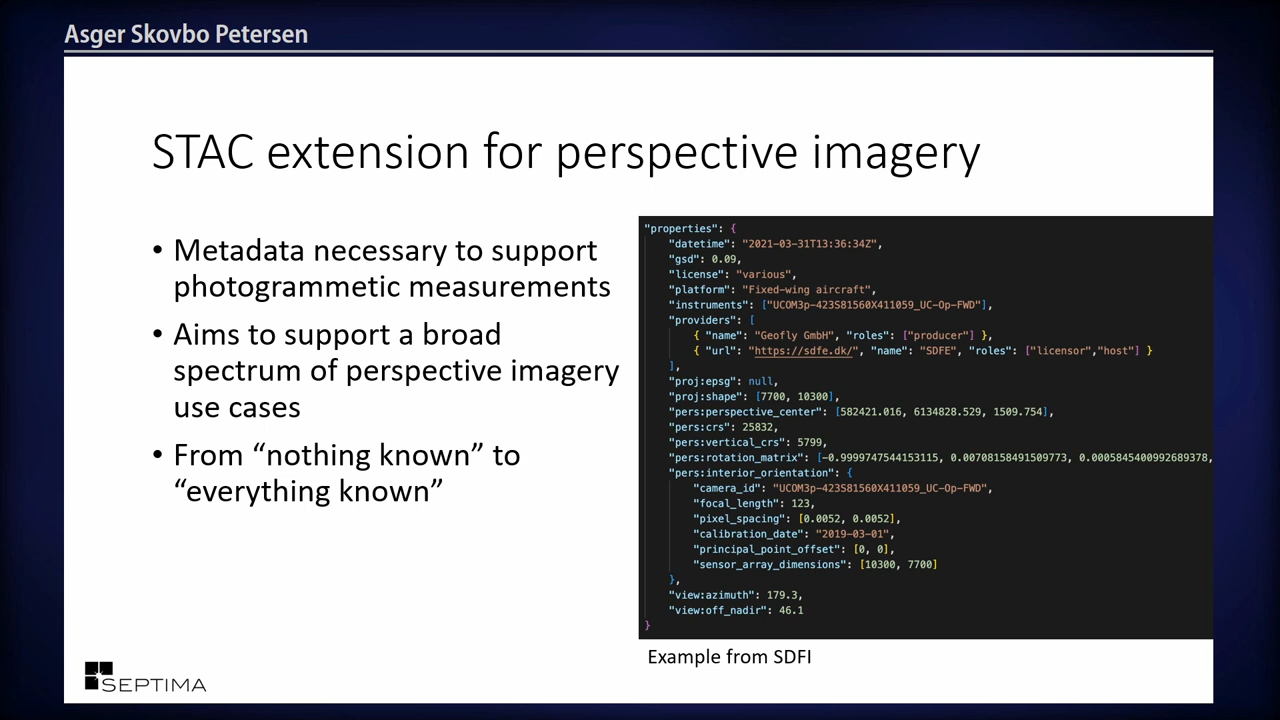 Asger Skovbo Petersen
STAC extension for perspective imagery
• Metadata necessary to support
photogrammetic measurements
• Aims to support a broad
spectrum of perspective imagery
use cases
• From “nothing known” to
“everything known”
"properties": {
"datetime": "2021-03-31T13:36:34Z",
"gsd": 0.09,
"license": "various",
"platform": "Fixed-wing aircraft",
"instruments": ["UCOM3p-423S81560X411059_UC-Op-FWD"],
"providers": [
{ "name": "Geofly GmbH", "roles": ["producer"] },
{ "url": "https://sdfe.dk/", "name": "SDFE", "roles": ["licensor","host"] }
],
"proj:epsg": null,
"proj:shape": [7700, 10300],
"pers:perspective_center": [582421.016, 6134828.529, 1509.754],
"pers:crs": 25832,
"pers:vertical_crs": 5799,
"pers:rotation_matrix": [-0.9999747544153115, 0.00708158491509773, 0.0005845400992689378,
"pers:interior_orientation": {
"camera_id": "UCOM3p-423S81560X411059_UC-Op-FWD",
"focal_length": 123,
"pixel_spacing": [0.0052, 0.0052],
"calibration_date": "2019-03-01",
"principal_point_offset": [0, 0],
"sensor_array_dimensions": [10300, 7700]
},
"view:azimuth": 179.3,
"view:off_nadir": 46.1
}
Example from SDFI
SEPTIMA